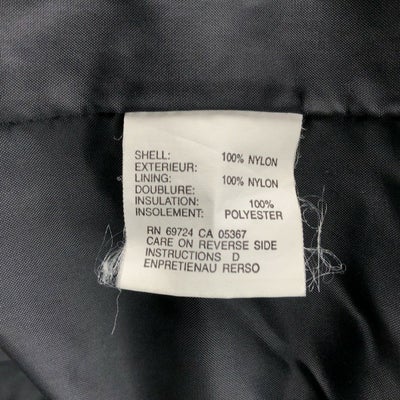 SHELL: 100% NYLON
EXTERIEUR:
LINING: 100% NYLON
DOUBLURE:
INSULATION: 100%
INSOLEMENT: POLYESTER
RN 69724 CA 05367
CARE ON REVERSE SIDE
INSTRUCTIONS D
ENPRETIENAU RERSO